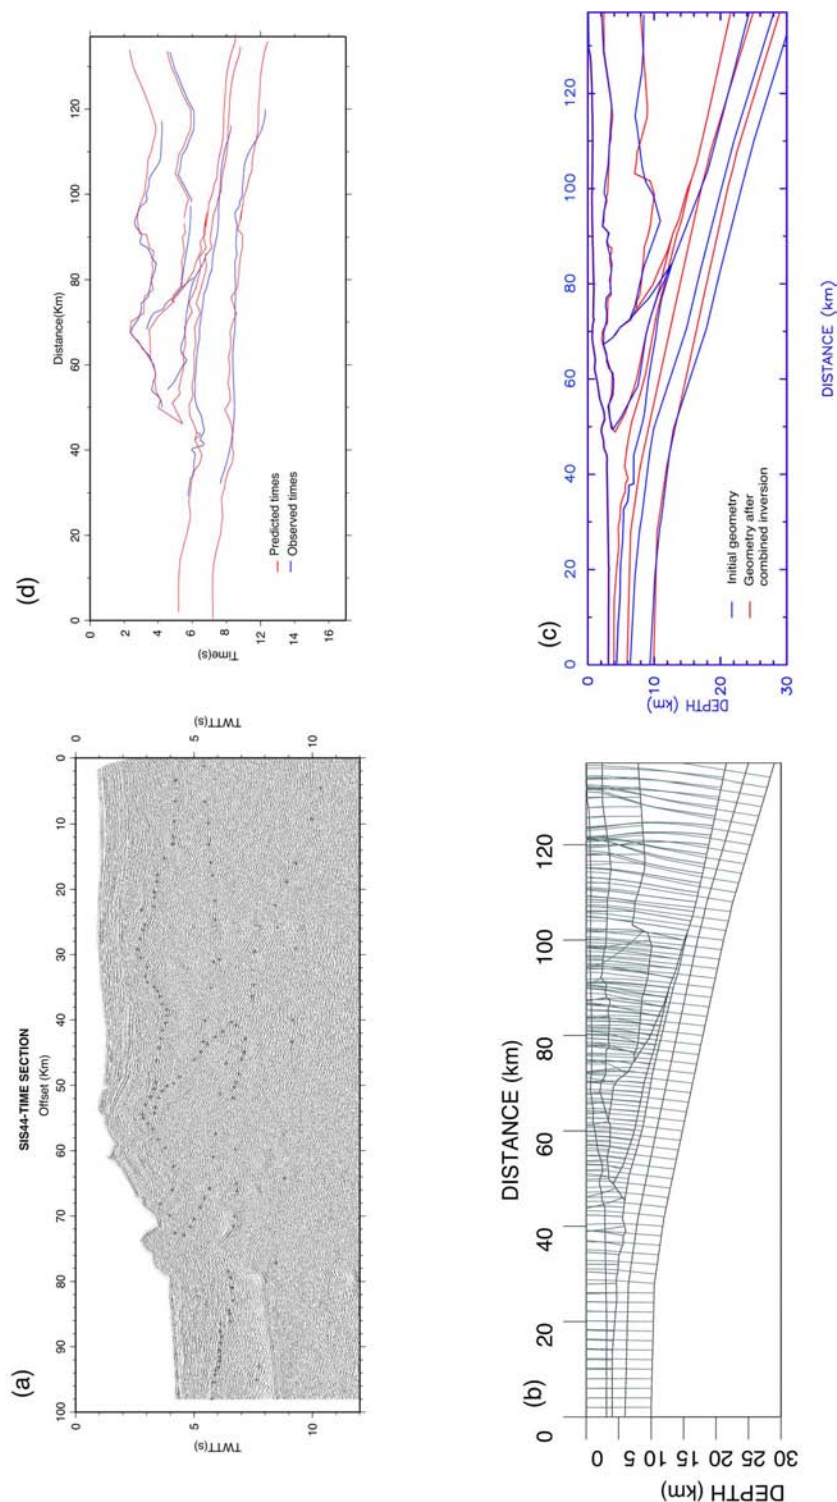 (a)
SIS44-TIME SECTION
Offset (Km)
100 90 80 70 60 50 40 30 20 10 0
TWTT(s)
0
5
10
TWTT(s)
0
5
10
(b)
DISTANCE (km)
0 20 40 60 80 100 120
DEPTH (km)
0
5
10
15
20
25
30
(c)
DEPTH (km)
0
10
20
30
0 20 40 60 80 100 120
DISTANCE (km)
Initial geometry
Geometry after
combined inversion
(d)
Distance(Km)
0 20 40 60 80 100 120
Time(s)
0
2
4
6
8
12
14
16
Predicted times
Observed times